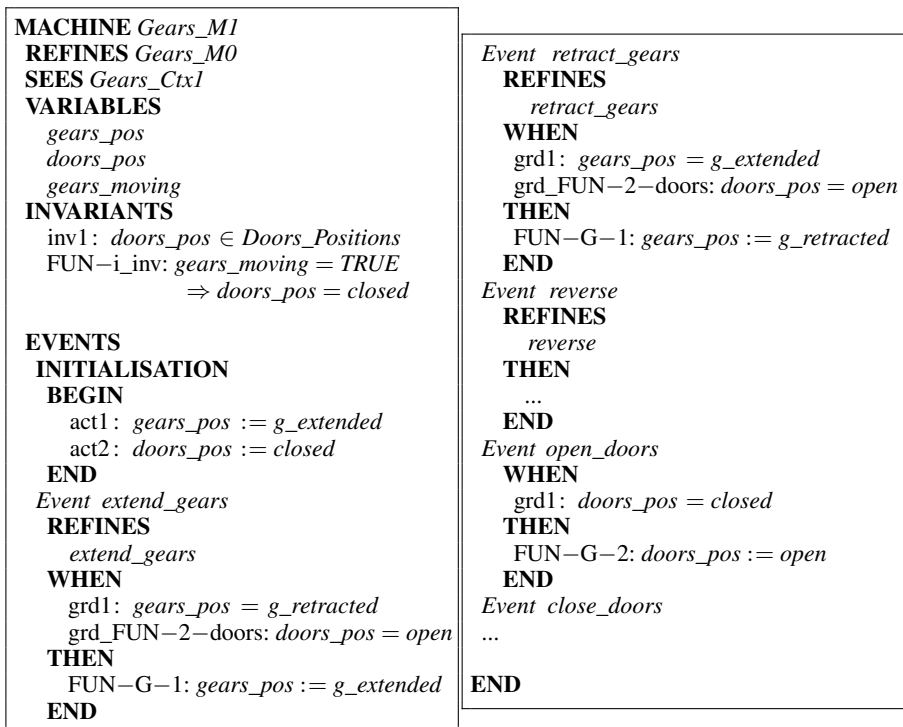 MACHINE Gears_M1
REFINES Gears_M0
SEES Gears_Ctx1
VARIABLES
gears_pos
doors_pos
gears_moving
INVARIANTS
inv1: doors_pos ∈ Doors_Positions
FUN−i_inv: gears_moving = TRUE
⇒ doors_pos = closed
EVENTS
INITIALISATION
BEGIN
act1: gears_pos := g_extended
act2: doors_pos := closed
END
Event extend_gears
REFINES
extend_gears
WHEN
grd1: gears_pos = g_retracted
grd_FUN−2−doors: doors_pos = open
THEN
FUN−G−1: gears_pos := g_extended
END
Event retract_gears
REFINES
retract_gears
WHEN
grd1: gears_pos = g_extended
grd_FUN−2−doors: doors_pos = open
THEN
FUN−G−1: gears_pos := g_retracted
END
Event reverse
REFINES
reverse
THEN
...
END
Event open_doors
WHEN
grd1: doors_pos = closed
THEN
FUN−G−2: doors_pos := open
END
Event close_doors
...
END